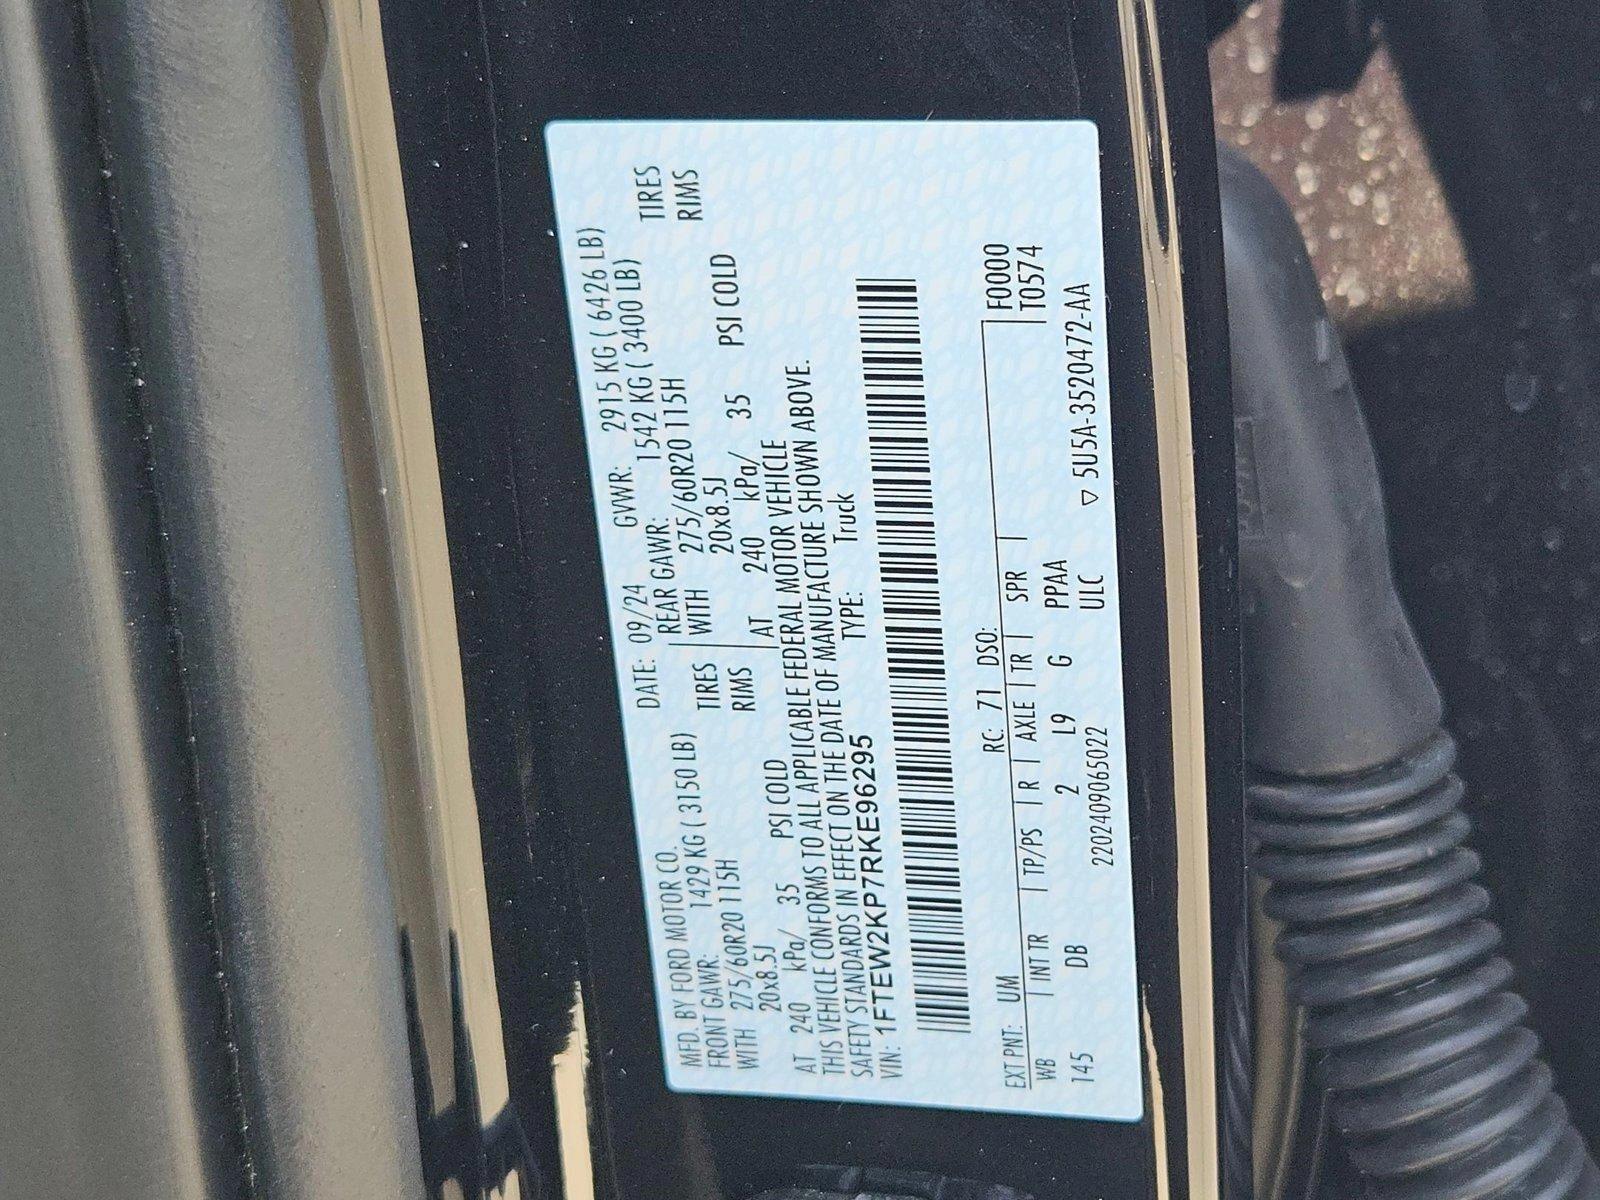 MFD. BY FORD MOTOR CO.
DATE: 09/24 GVWR: 2915 KG ( 6426 LB)
FRONT GAWR: 1429 KG ( 3150 LB) REAR GAWR: 1542 KG ( 3400 LB)
WITH 275/60R20 115H TIRES WITH 275/60R20 115H TIRES
20x8.5J RIMS 20x8.5J RIMS
AT 240 kPa/ 35 PSI COLD AT 240 kPa/ 35 PSI COLD
THIS VEHICLE CONFORMS TO ALL APPLICABLE FEDERAL MOTOR VEHICLE
SAFETY STANDARDS IN EFFECT ON THE DATE OF MANUFACTURE SHOWN ABOVE.
VIN: 1FTEW2KP7RKE96295 TYPE: Truck
EXT PNT: UM RC: 71 DSO: F0000
WB INT TR TP/PS R AXLE TR SPR T0574
145 DB 2 L9 G PPAA
2202409065022 ULC ▽ 5U5A-3520472-AA